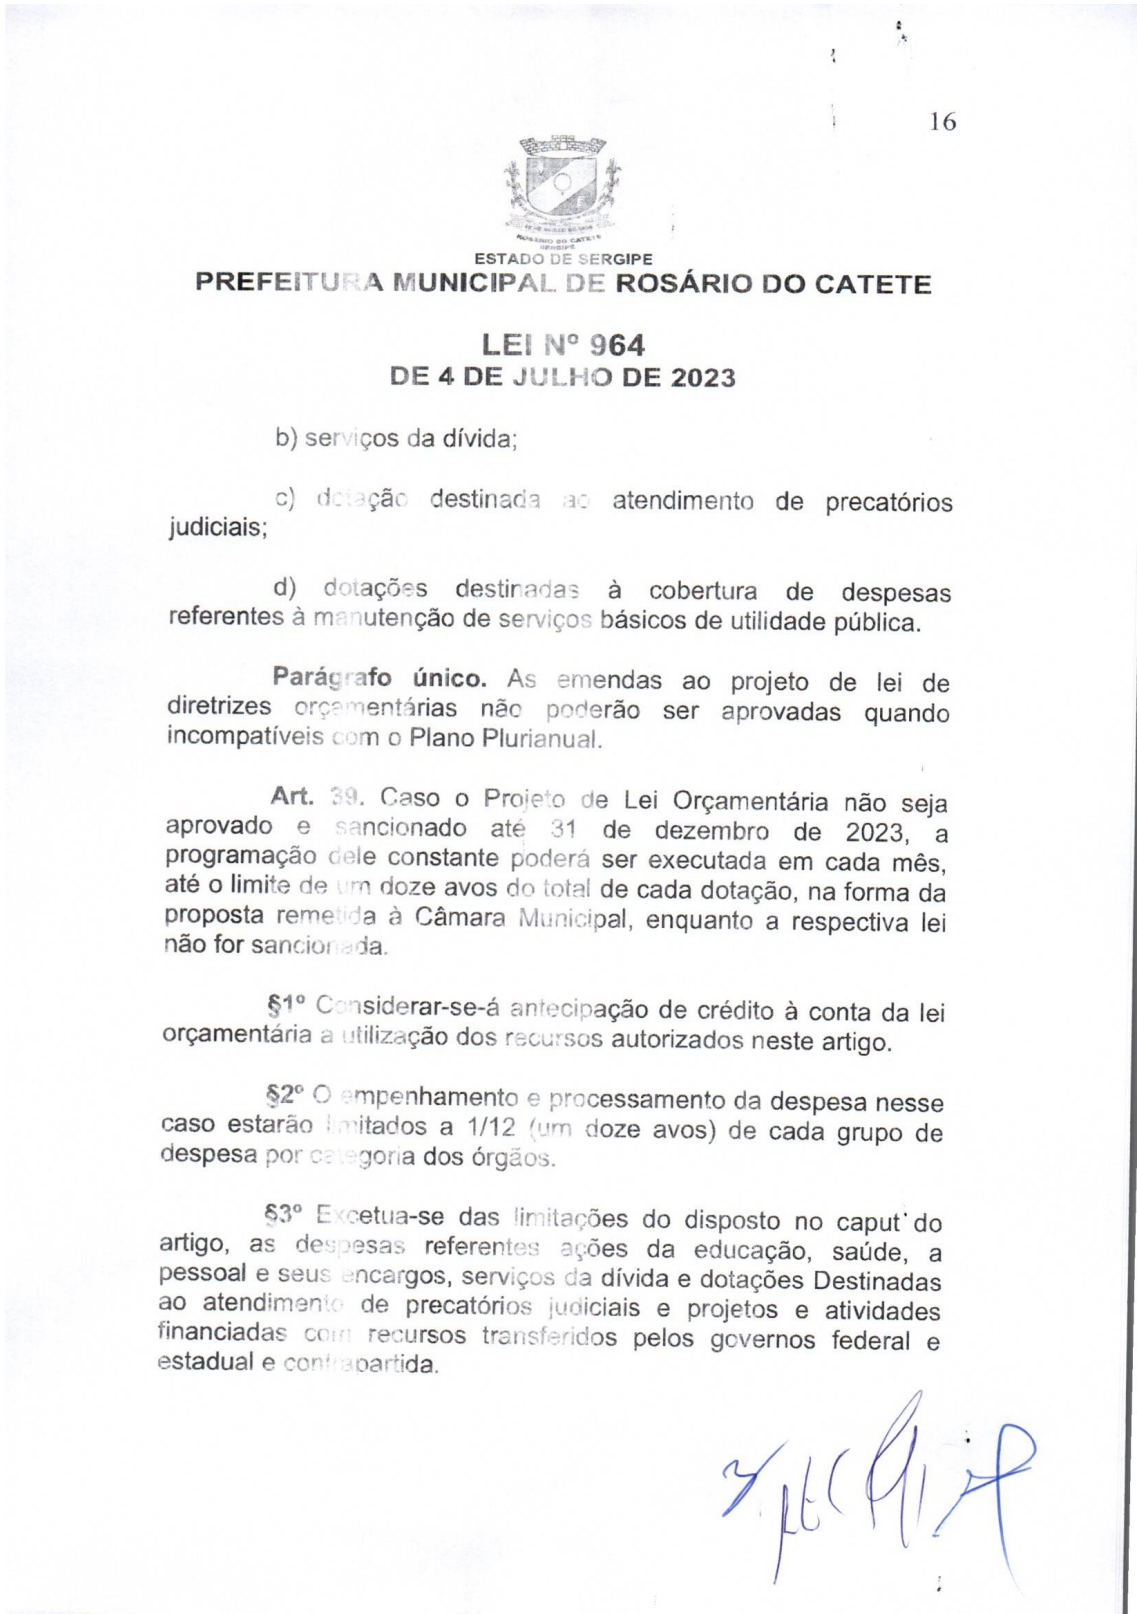 16
ROSÁRIO DO CATETE
SERGIPE
ESTADO DE SERGIPE
PREFEITURA MUNICIPAL DE ROSÁRIO DO CATETE
LEI Nº 964
DE 4 DE JULHO DE 2023
b) serviços da dívida;
c) dotação destinada ao atendimento de precatórios
judiciais;
d) dotações destinadas à cobertura de despesas
referentes à manutenção de serviços básicos de utilidade pública.
Parágrafo único. As emendas ao projeto de lei de
diretrizes orçamentárias não poderão ser aprovadas quando
incompatíveis com o Plano Plurianual.
Art. 39. Caso o Projeto de Lei Orçamentária não seja
aprovado e sancionado até 31 de dezembro de 2023, a
programação dele constante poderá ser executada em cada mês,
até o limite de um doze avos do total de cada dotação, na forma da
proposta remetida à Câmara Municipal, enquanto a respectiva lei
não for sancionada.
§1º Considerar-se-á antecipação de crédito à conta da lei
orçamentária a utilização dos recursos autorizados neste artigo.
§2º O empenhamento e processamento da despesa nesse
caso estarão limitados a 1/12 (um doze avos) de cada grupo de
despesa por categoria dos órgãos.
§3º Excetua-se das limitações do disposto no caput do
artigo, as despesas referentes ações da educação, saúde, a
pessoal e seus encargos, serviços da dívida e dotações Destinadas
ao atendimento de precatórios judiciais e projetos e atividades
financiadas com recursos transferidos pelos governos federal e
estadual e contrapartida.